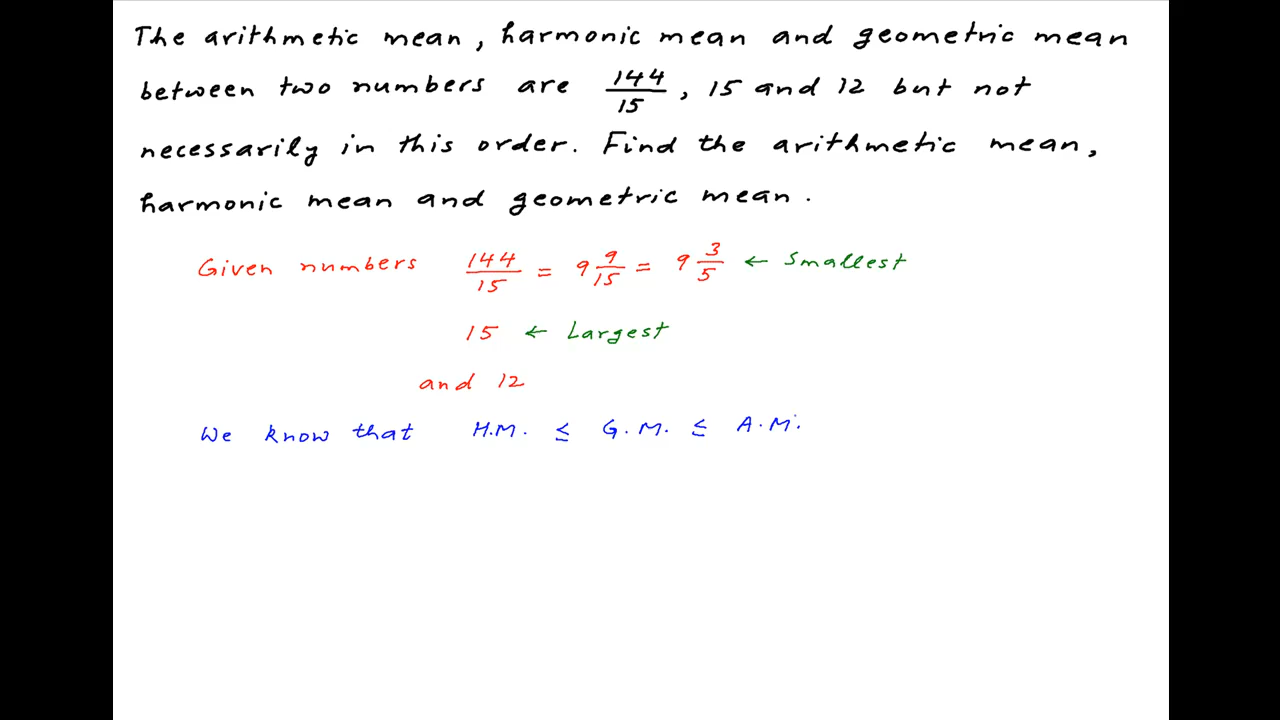 The arithmetic mean, harmonic mean and geometric mean
between two numbers are 144/15, 15 and 12 but not
necessarily in this order. Find the arithmetic mean,
harmonic mean and geometric mean.
Given numbers 144/15 = 9 9/15 = 9 3/5 ← Smallest
15 ← Largest
and 12
We know that H.M. ≤ G.M. ≤ A.M.